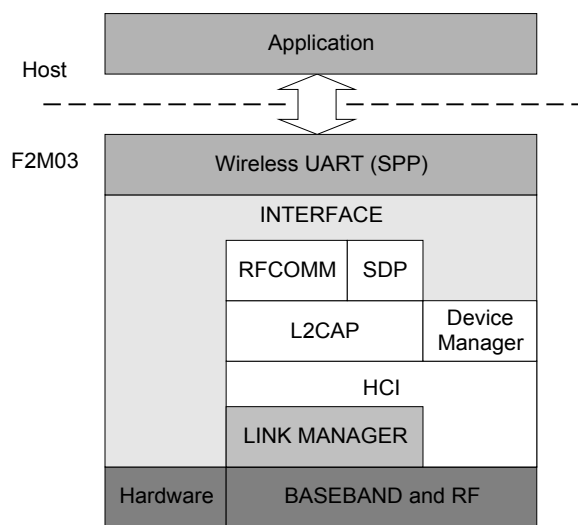 Application
Host
F2M03
Wireless UART (SPP)
INTERFACE
RFCOMM
SDP
L2CAP
Device
Manager
HCI
LINK MANAGER
Hardware
BASEBAND and RF